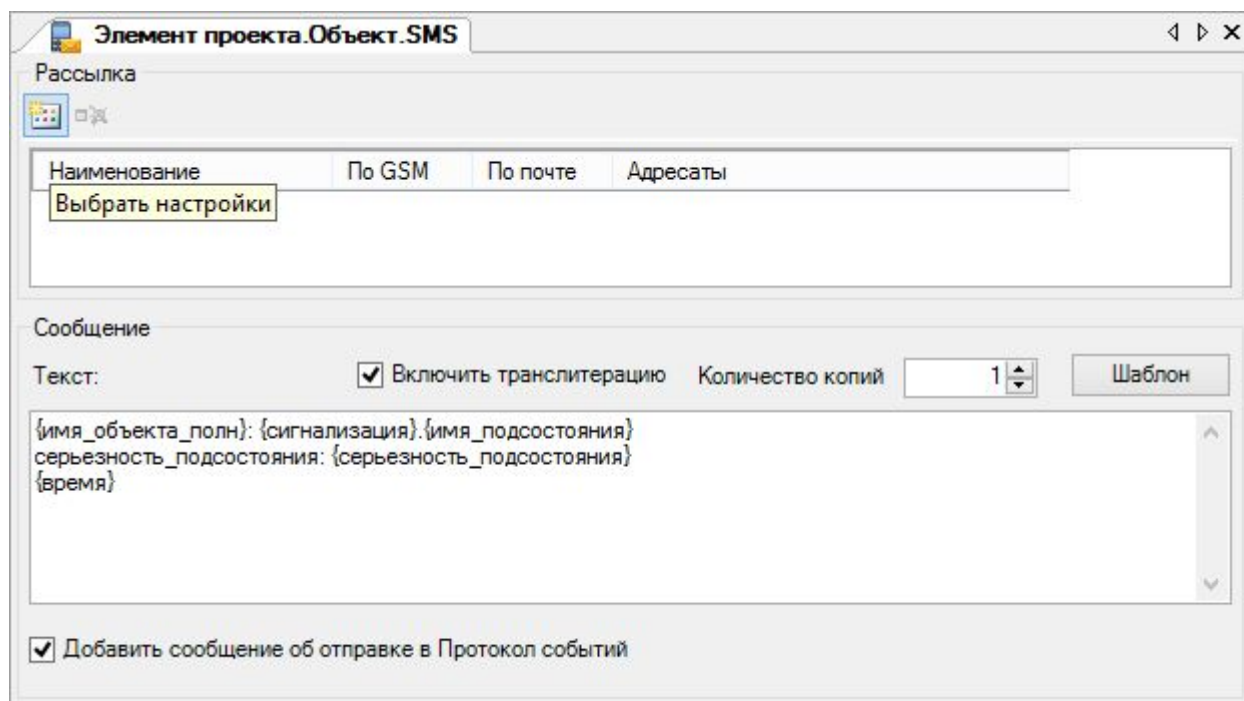 Элемент проекта.Объект.SMS
Рассылка
Наименование По GSM По почте Адресаты
Выбрать настройки
Сообщение
Текст: Включить транслитерацию Количество копий 1 Шаблон
{имя_объекта_полн}: {сигнализация}.{имя_подсостояния}
серьезность_подсостояния: {серьезность_подсостояния}
{время}
Добавить сообщение об отправке в Протокол событий